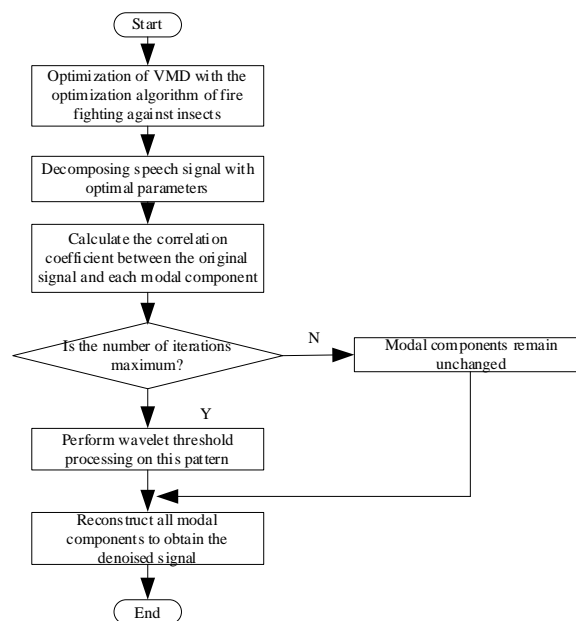 Start
Optimization of VMD with the
optimization algorithm of fire
fighting against insects
Decomposing speech signal with
optimal parameters
Calculate the correlation
coefficient between the original
signal and each modal component
Is the number of iterations
maximum?
N
Modal components remain
unchanged
Y
Perform wavelet threshold
processing on this pattern
Reconstruct all modal
components to obtain the
denoised signal
End